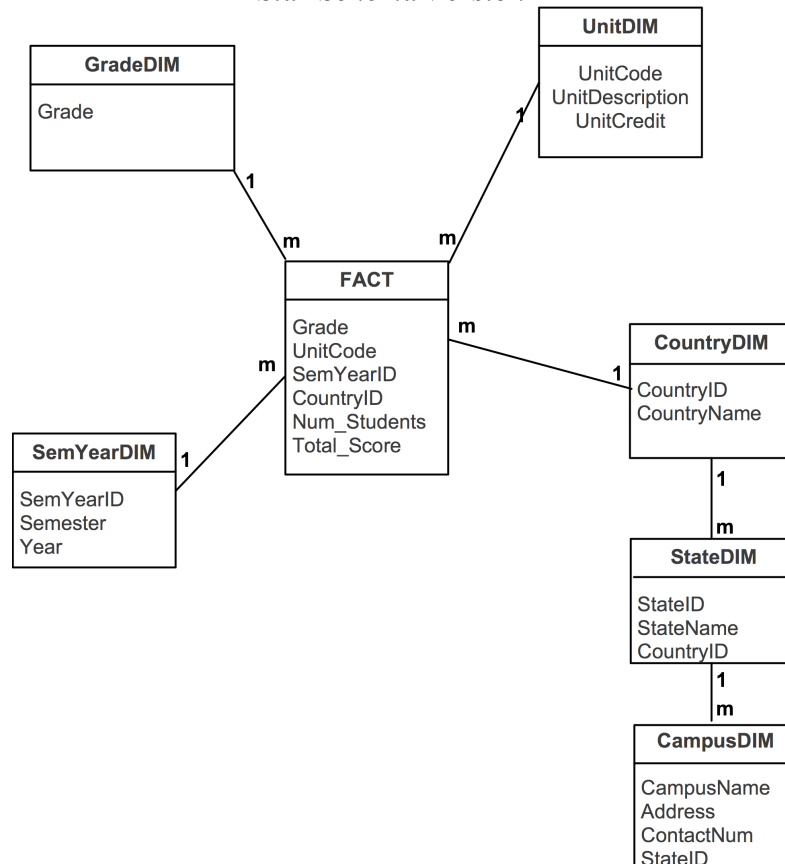 UnitDIM
UnitCode
UnitDescription
UnitCredit
1
m
GradeDIM
Grade
1
m
FACT
Grade
UnitCode
SemYearID
CountryID
Num_Students
Total_Score
m
1
CountryDIM
CountryID
CountryName
m
1
SemYearDIM
SemYearID
Semester
Year
1
m
StateDIM
StateID
StateName
CountryID
1
m
CampusDIM
CampusName
Address
ContactNum
StateID